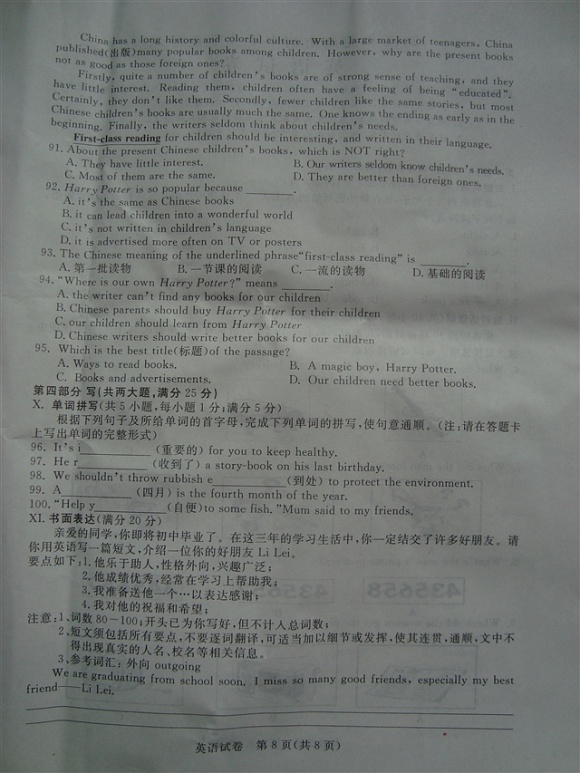 China has a long history and colorful culture. With a large market of teenagers, China
published(出版)many popular books among children. However, why are the present books
not as good as those foreign ones?
Firstly, quite a number of children's books are of strong sense of teaching, and they
have little interest. Reading them, children often have a feeling of being "educated".
Certainly, they don't like them. Secondly, fewer children like the same stories, but most
Chinese children's books are usually much the same. One knows the ending as early as in the
beginning. Finally, the writers seldom think about children's needs.
First-class reading for children should be interesting, and written in their language.
91. About the present Chinese children's books, which is NOT right?
A. They have little interest. B. Our writers seldom know children's needs.
C. Most of them are the same. D. They are better than foreign ones.
92. Harry Potter is so popular because ________.
A. it's the same as Chinese books
B. it can lead children into a wonderful world
C. it's not written in children's language
D. it is advertised more often on TV or posters
93. The Chinese meaning of the underlined phrase"first-class reading" is ________.
A. 第一批读物 B. 一节课的阅读 C. 一流的读物 D. 基础的阅读
94. "Where is our own Harry Potter?" means ________.
A. the writer can't find any books for our children
B. Chinese parents should buy Harry Potter for their children
C. our children should learn from Harry Potter
D. Chinese writers should write better books for our children
95. Which is the best title(标题)of the passage?
A. Ways to read books. B. A magic boy, Harry Potter.
C. Books and advertisements. D. Our children need better books.
第四部分 写(共两大题,满分25分)
X. 单词拼写(共5小题,每小题1分;满分5分)
根据下列句子及所给单词的首字母,完成下列单词的拼写,使句意通顺。(注:请在答题卡
上写出单词的完整形式)
96. It's i__________(重要的) for you to keep healthy.
97. He r__________(收到了) a story-book on his last birthday.
98. We shouldn't throw rubbish e__________(到处) to protect the environment.
99. A__________(四月) is the fourth month of the year.
100. "Help y__________(自便)to some fish. "Mum said to my friends.
XI. 书面表达(满分20分)
亲爱的同学,你即将初中毕业了。在这三年的学习生活中,你一定结交了许多好朋友。请
你用英语写一篇短文,介绍一位你的好朋友 Li Lei.
要点如下:1.他乐于助人,性格外向,兴趣广泛;
2.他成绩优秀,经常在学习上帮助我;
3.我准备送他一个…以表达感谢;
4.我对他的祝福和希望;
注意:1、词数80-100;开头已为你写好,但不计入总词数;
2、短文须包括所有要点,不要逐词翻译,可适当加以细节或发挥,使其连贯,通顺,文中不
得出现真实的人名、校名等相关信息。
3、参考词汇:外向 outgoing
We are graduating from school soon. I miss so many good friends, especially my best
friend——Li Lei.
英语试卷 第8页(共8页)